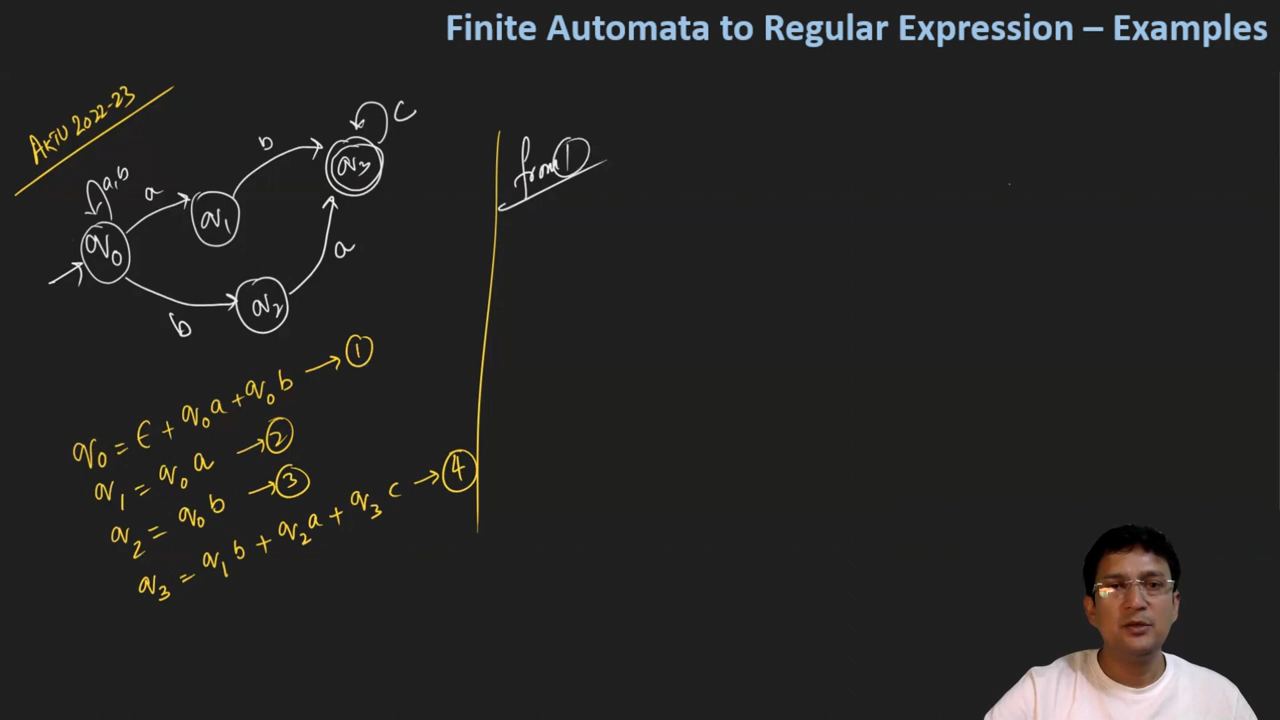 Finite Automata to Regular Expression – Examples
AKTU 2022-23
a,b
a
b
c
q0
q1
q3
a
q2
b
from ①
q0 = ϵ + q0a + q0b → ①
q1 = q0a → ②
q2 = q0b → ③
q3 = q1b + q2a + q3c → ④